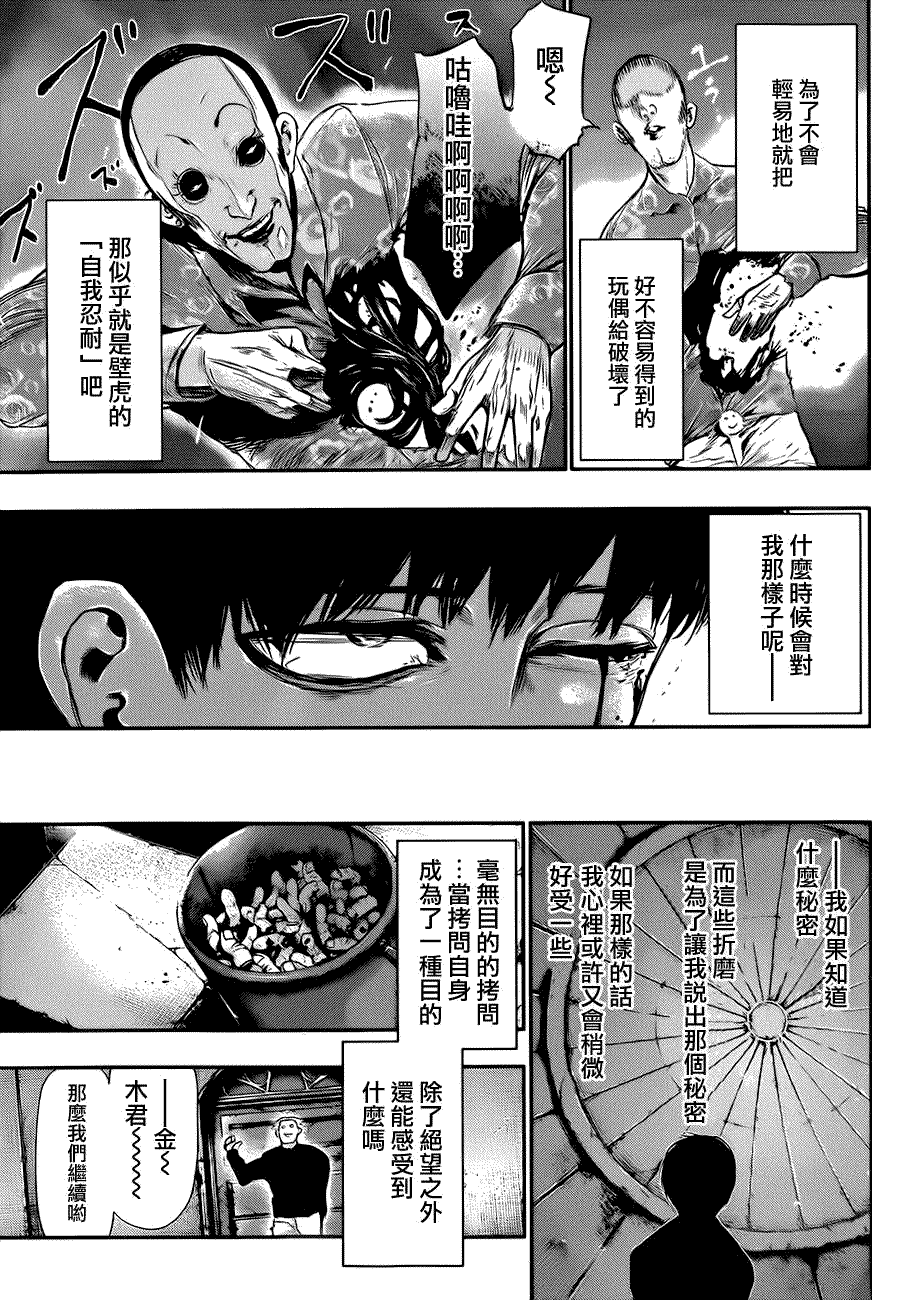 為了不會
輕易地就把
好不容易得到的
玩偶給破壞了
ユ
嗯～
咕嚕哇啊啊啊啊…
ズズ
ズズ
那似乎就是壁虎的
「自我忍耐」吧
什麼時候會對
我那樣子呢——
——我如果知道
什麼秘密
而這些折磨
是為了讓我説出那個秘密
如果那樣的話
我心裡或許又會稍微
好受一些
毫無目的的拷問
…當拷問自身
成為了一種目的
除了絕望之外
還能感受到
什麼嗎
——金～
木君～～～
那麼我們繼續喲